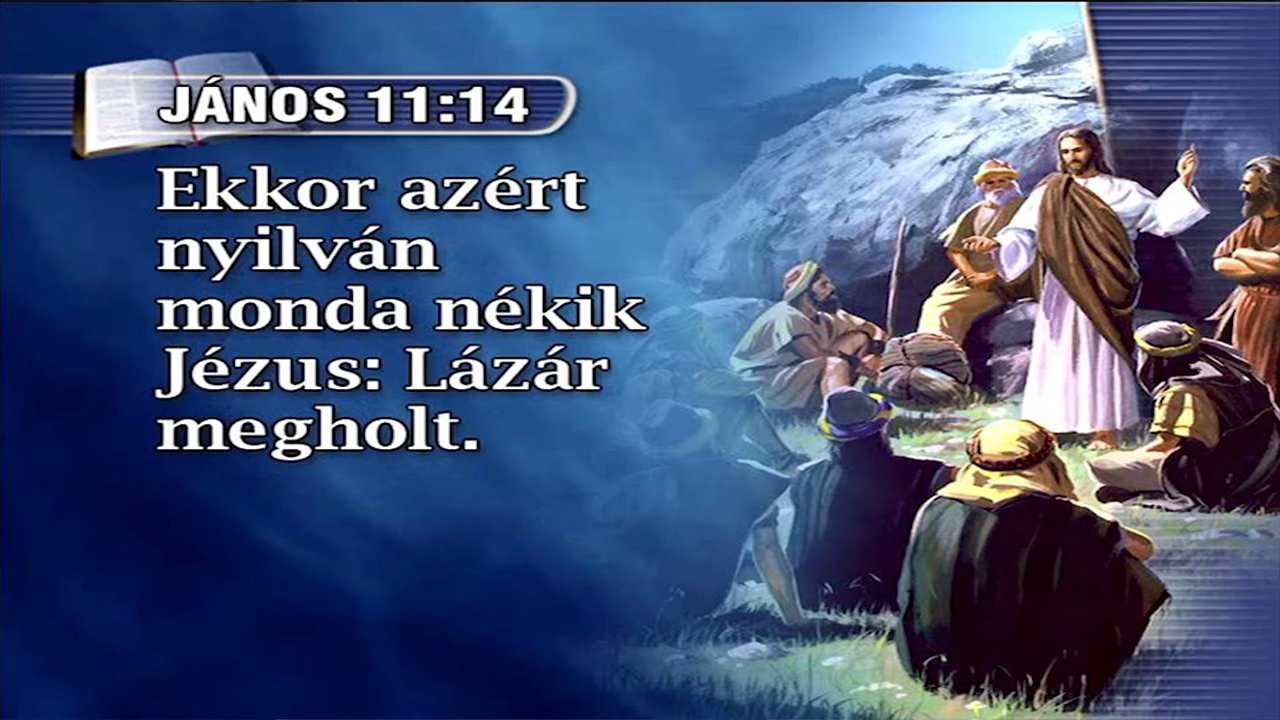 JÁNOS 11:14
Ekkor azért
nyilván
monda nékik
Jézus: Lázár
megholt.